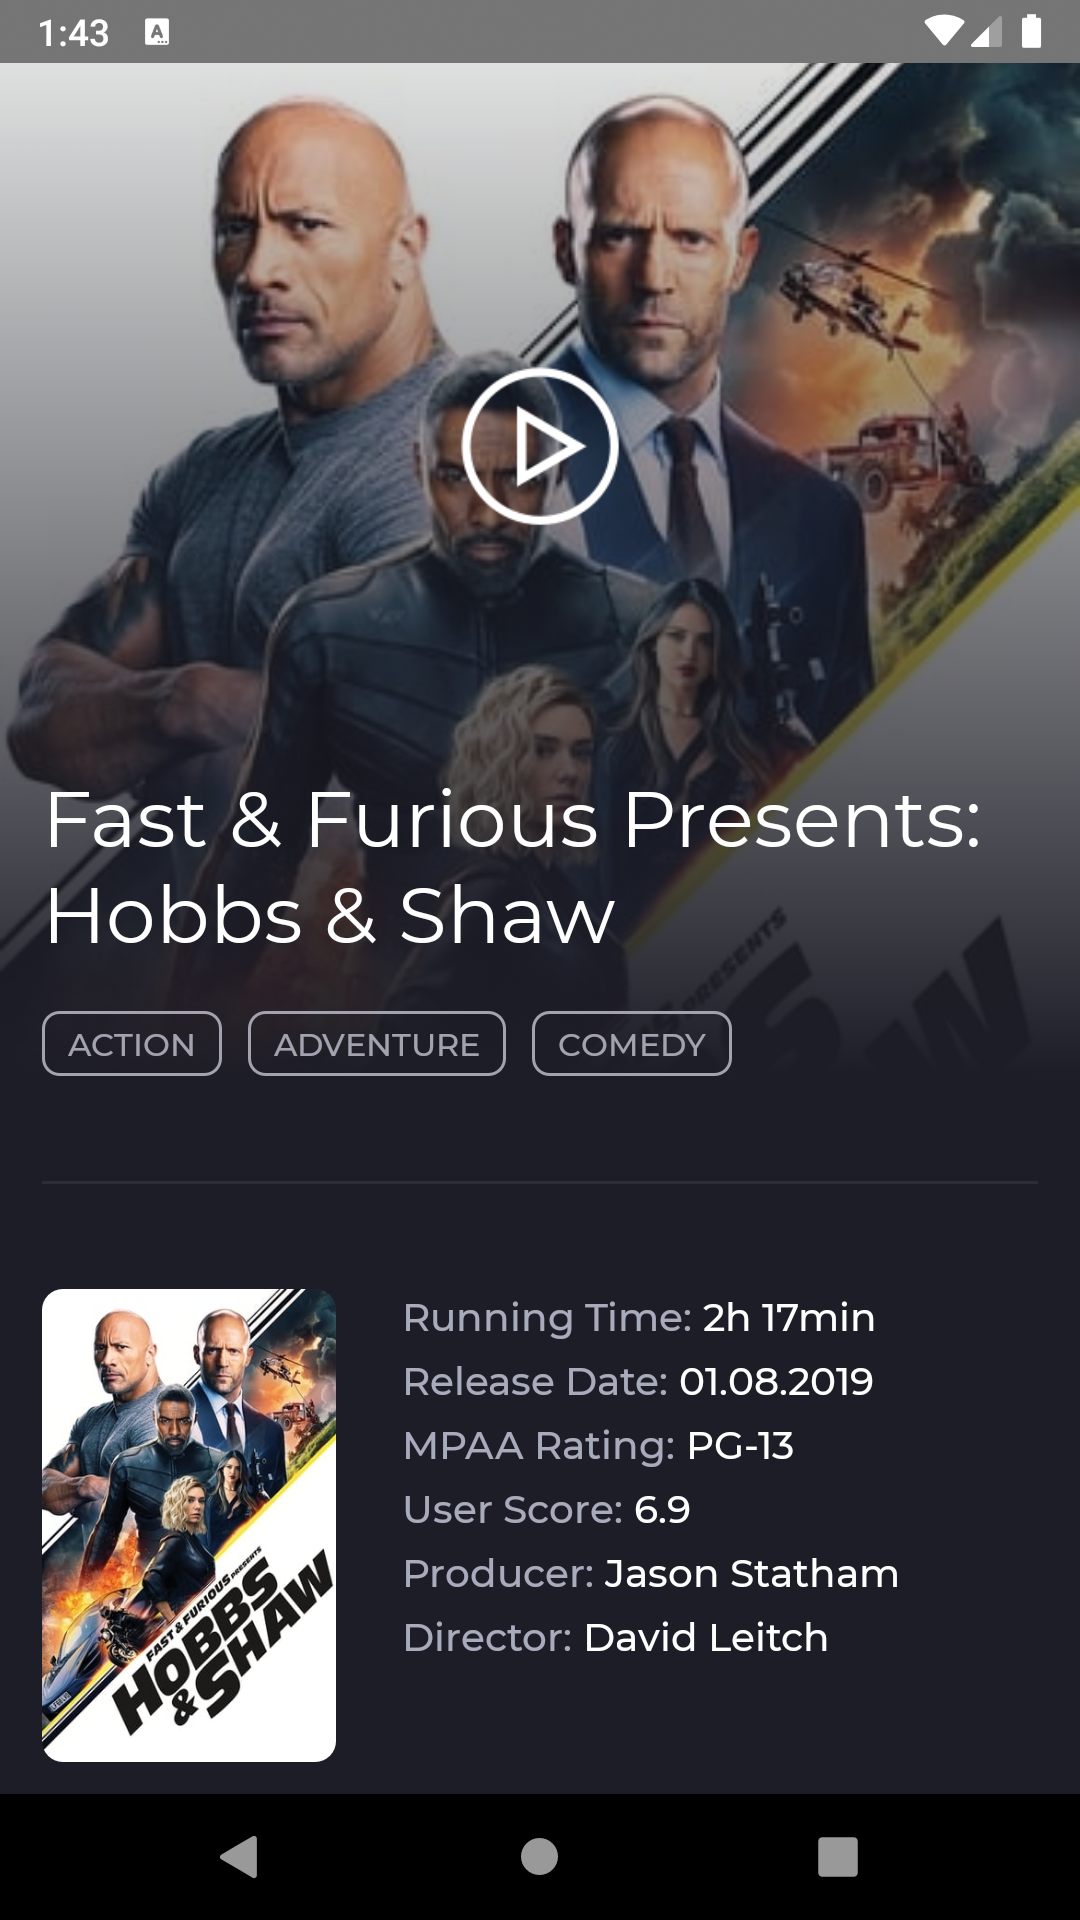 1:43
Fast & Furious Presents:
Hobbs & Shaw
PRESENTS
S W
ACTION ADVENTURE COMEDY
Running Time: 2h 17min
Release Date: 01.08.2019
MPAA Rating: PG-13
User Score: 6.9
Producer: Jason Statham
Director: David Leitch
FAST & FURIOUS PRESENTS
HOBBS
& SHAW